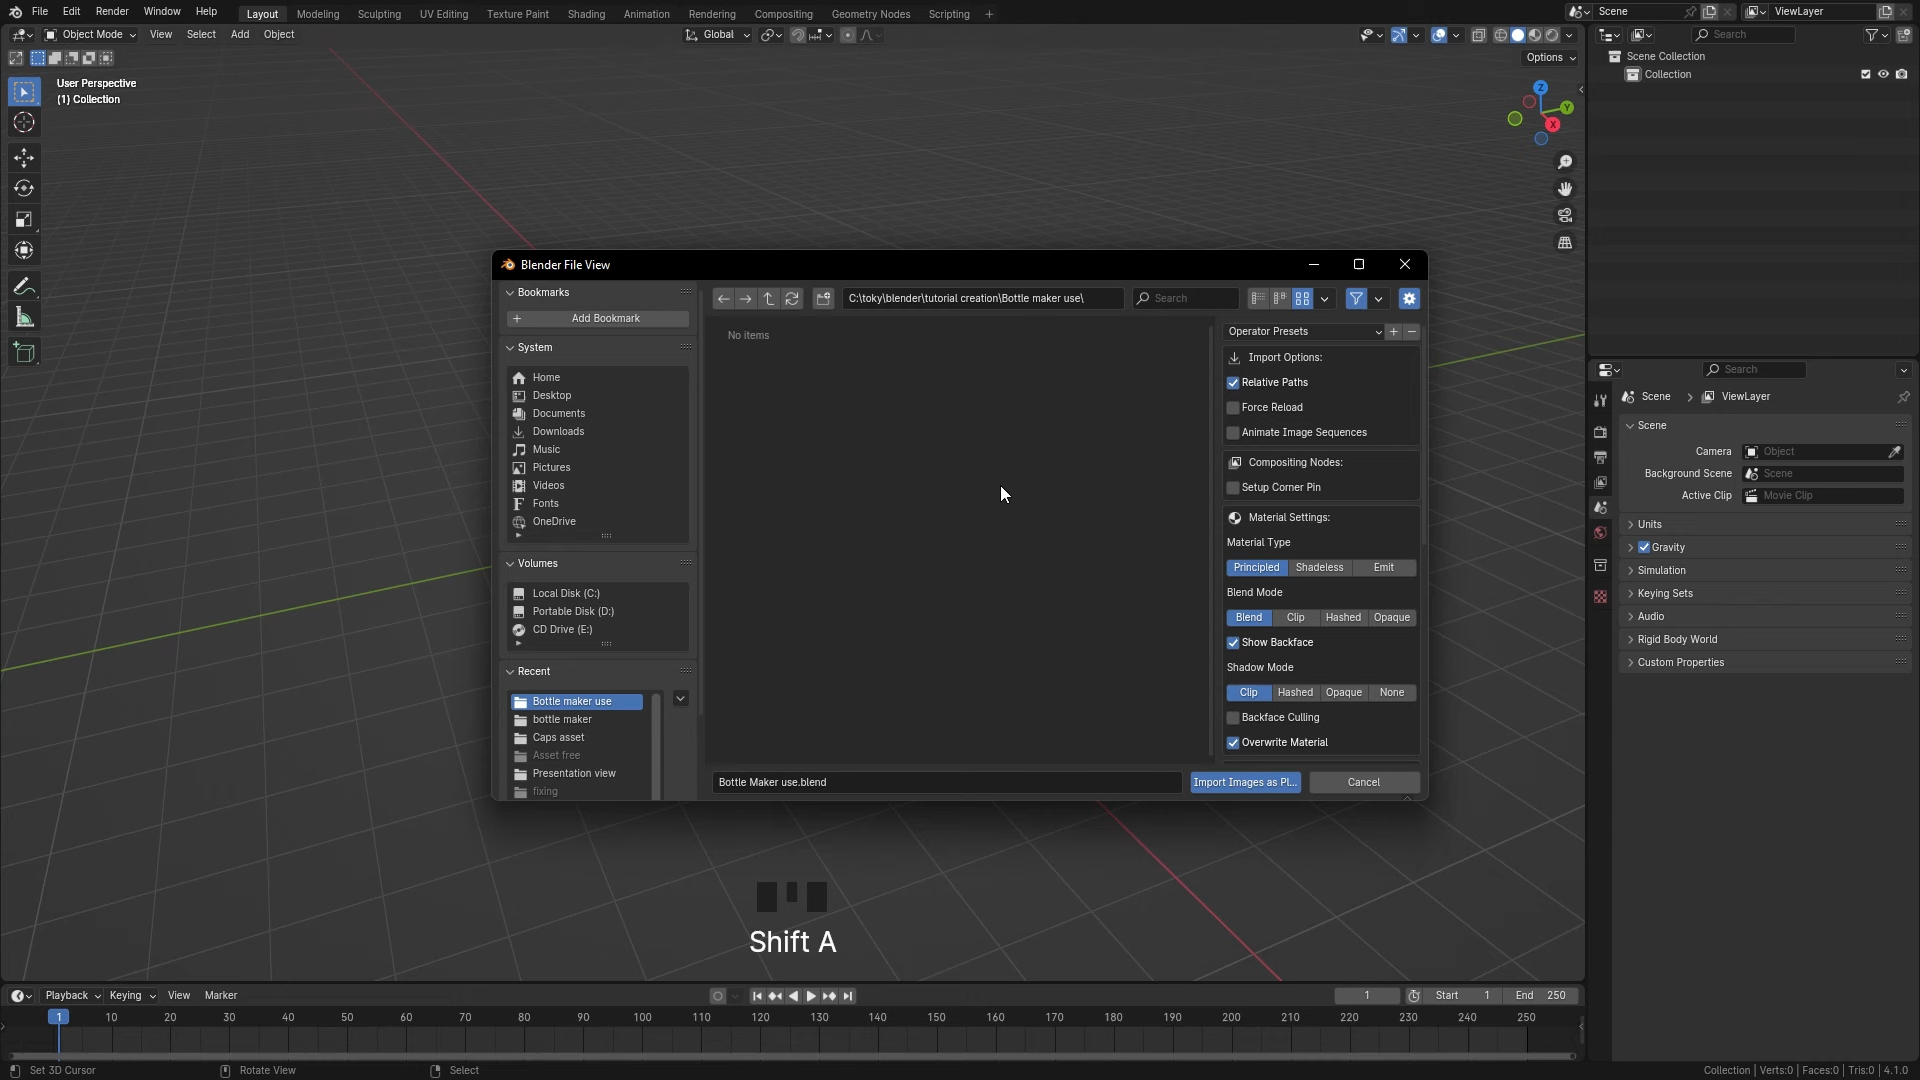 File Edit Render Window Help Layout Modeling Sculpting UV Editing Texture Paint Shading Animation Rendering Compositing Geometry Nodes Scripting + Scene ViewLayer
Object Mode View Select Add Object Global Search
Options
User Perspective
(1) Collection
Scene Collection
Collection
Z
Y
X
Blender File View
Bookmarks
Add Bookmark
System
Home
Desktop
Documents
Downloads
Music
Pictures
Videos
Fonts
OneDrive
Volumes
Local Disk (C:)
Portable Disk (D:)
CD Drive (E:)
Recent
Bottle maker use
bottle maker
Caps asset
Asset free
Presentation view
fixing
C:\toky\blender\tutorial creation\Bottle maker use\
Search
No items
Operator Presets
Import Options:
Relative Paths
Force Reload
Animate Image Sequences
Compositing Nodes:
Setup Corner Pin
Material Settings:
Material Type
Principled Shadeless Emit
Blend Mode
Blend Clip Hashed Opaque
Show Backface
Shadow Mode
Clip Hashed Opaque None
Backface Culling
Overwrite Material
Bottle Maker use.blend
Import Images as Pl...
Cancel
Search
Scene ViewLayer
Scene
Camera Object
Background Scene Scene
Active Clip Movie Clip
Units
Gravity
Simulation
Keying Sets
Audio
Rigid Body World
Custom Properties
Shift A
Playback Keying View Marker 1 Start 1 End 250
1 10 20 30 40 50 60 70 80 90 100 110 120 130 140 150 160 170 180 190 200 210 220 230 240 250
Set 3D Cursor Rotate View Select Collection | Verts:0 | Faces:0 | Tris:0 | 4.1.0